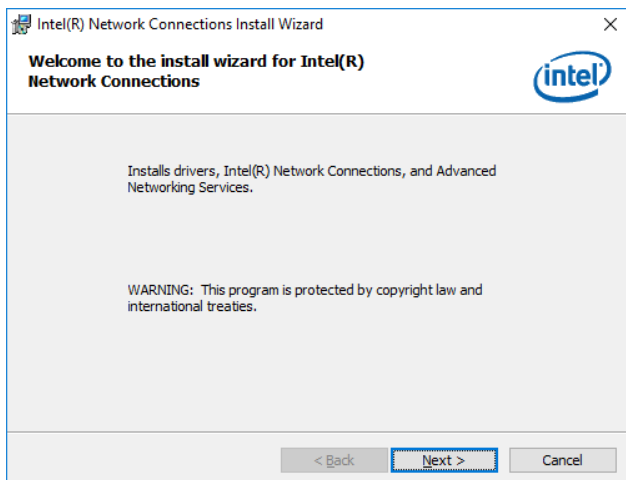 Intel(R) Network Connections Install Wizard
Welcome to the install wizard for Intel(R)
Network Connections
intel
Installs drivers, Intel(R) Network Connections, and Advanced
Networking Services.
WARNING:  This program is protected by copyright law and
international treaties.
< Back
Next >
Cancel